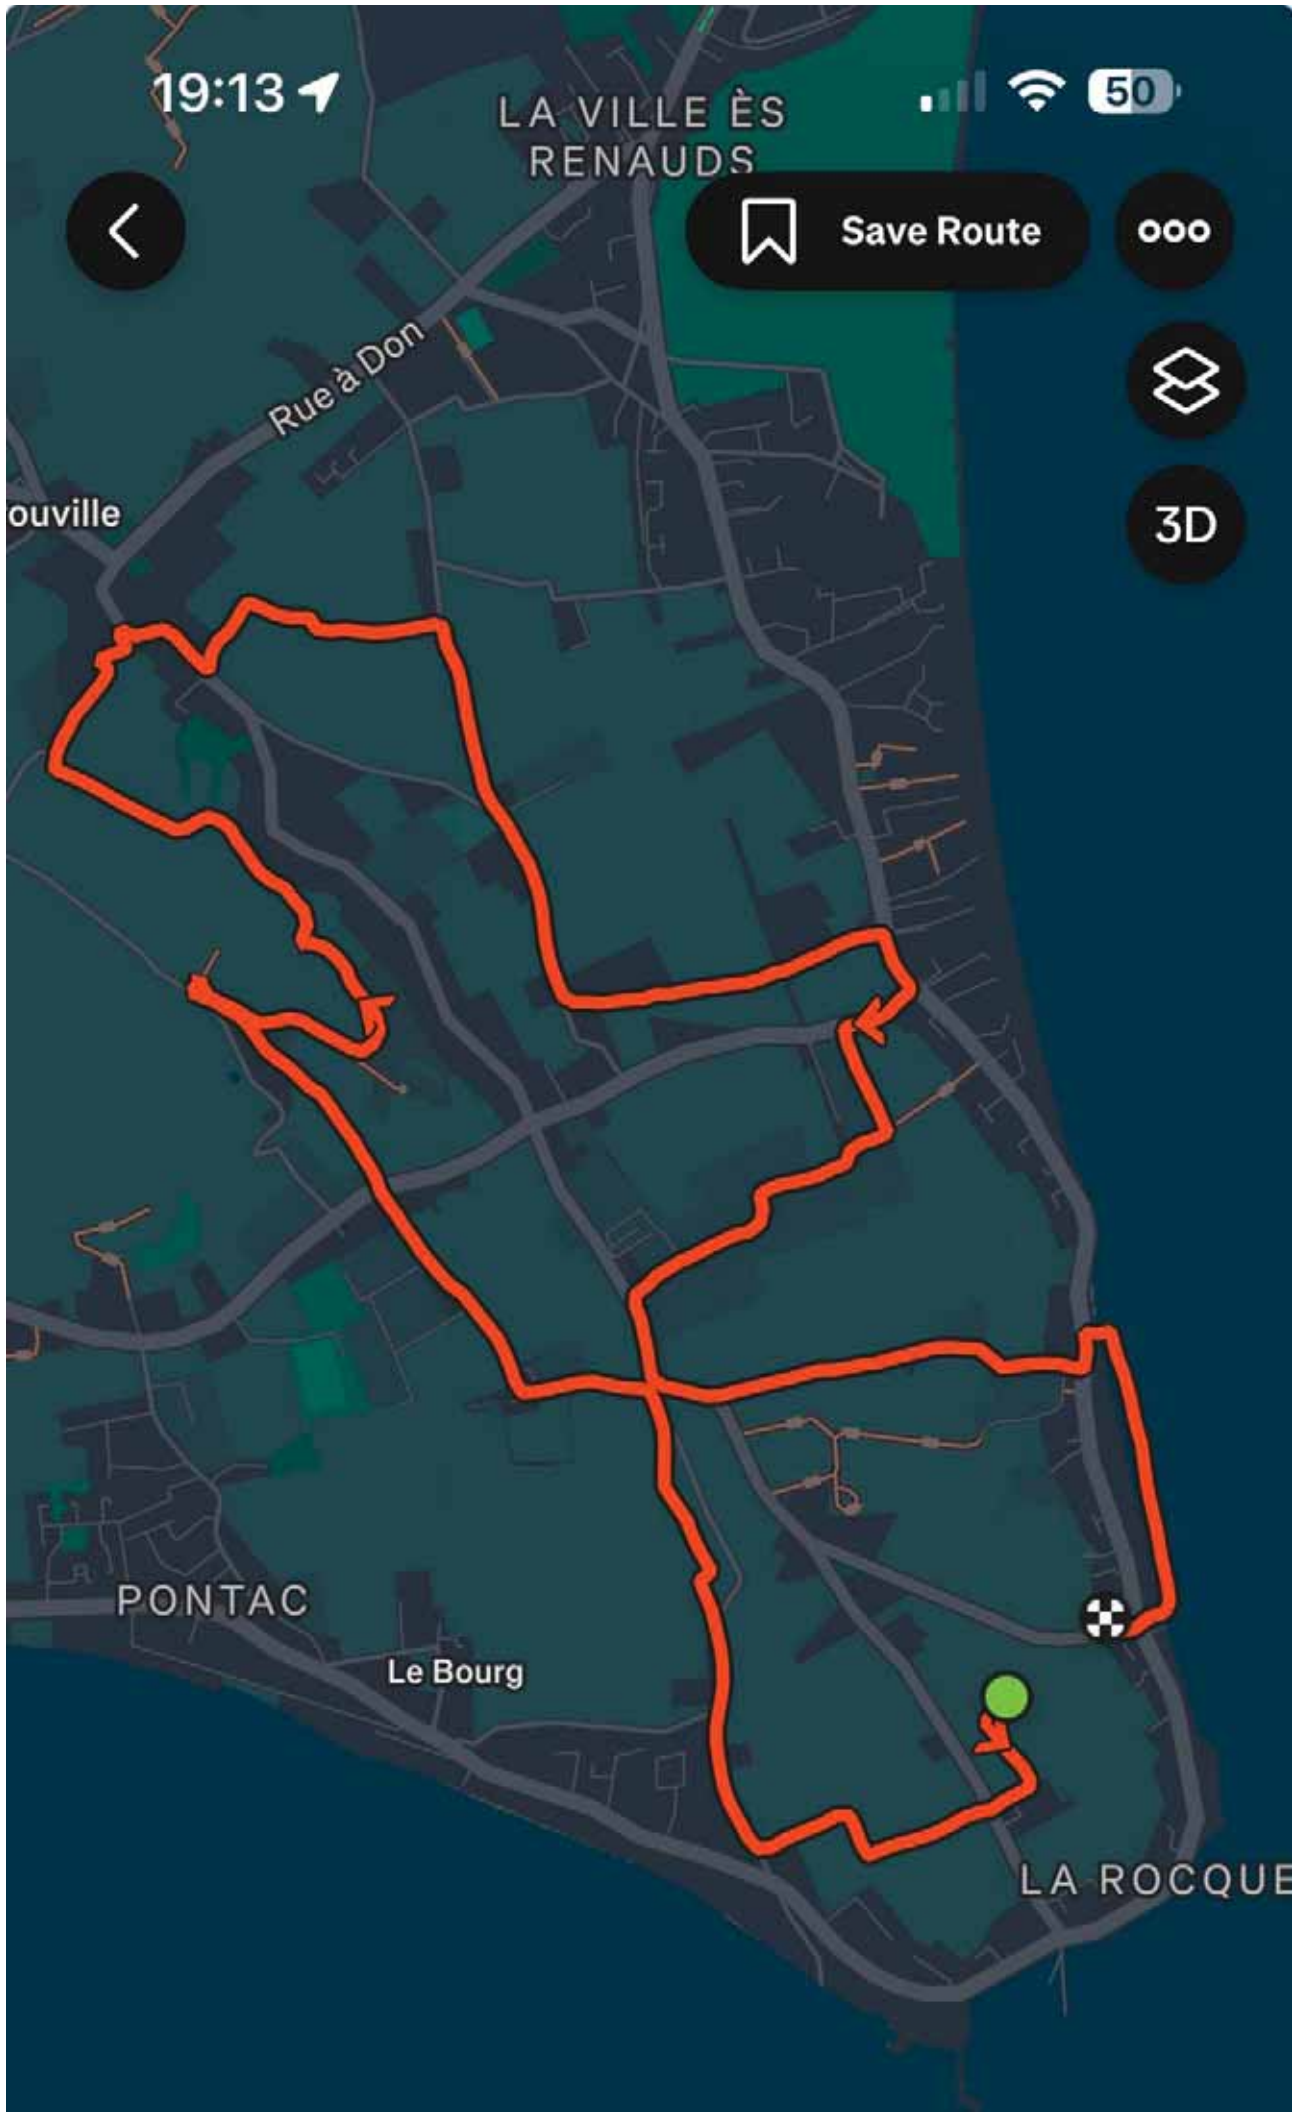 19:13
50
LA VILLE ÈS
RENAUDS
Save Route
Rue à Don
3D
ouville
PONTAC
Le Bourg
LA ROCQUE